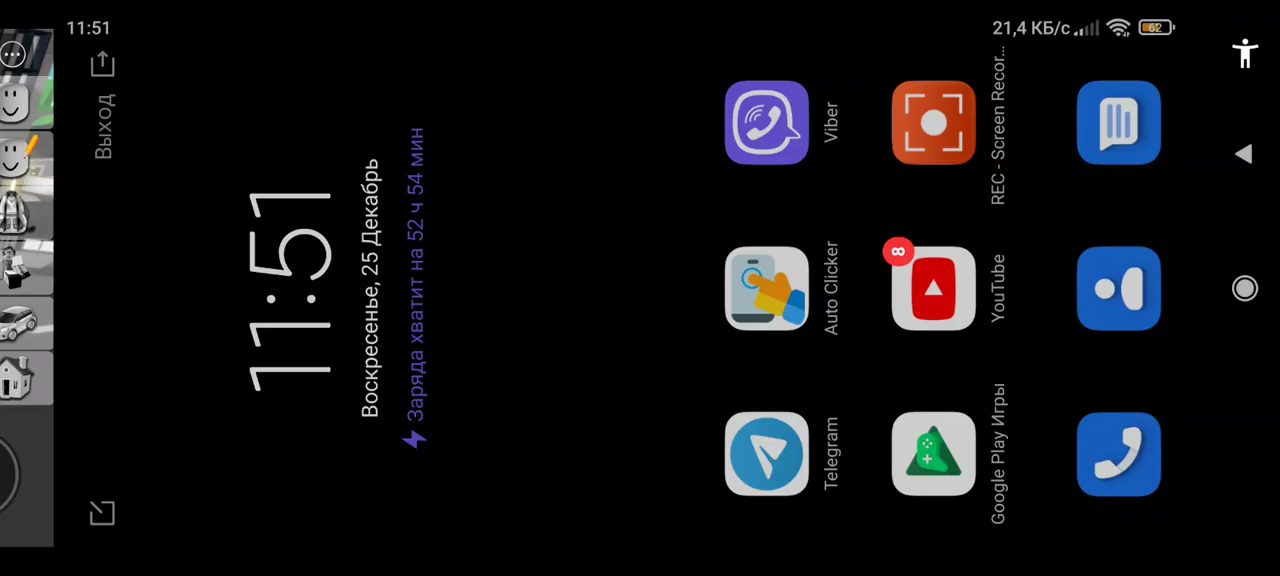 11:51
21,4 КБ/с
62
Выход
11:51
Воскресенье, 25 Декабрь
Заряда хватит на 52 ч 54 мин
Telegram
Auto Clicker
Viber
Google Play Игры
8
YouTube
REC - Screen Recor...